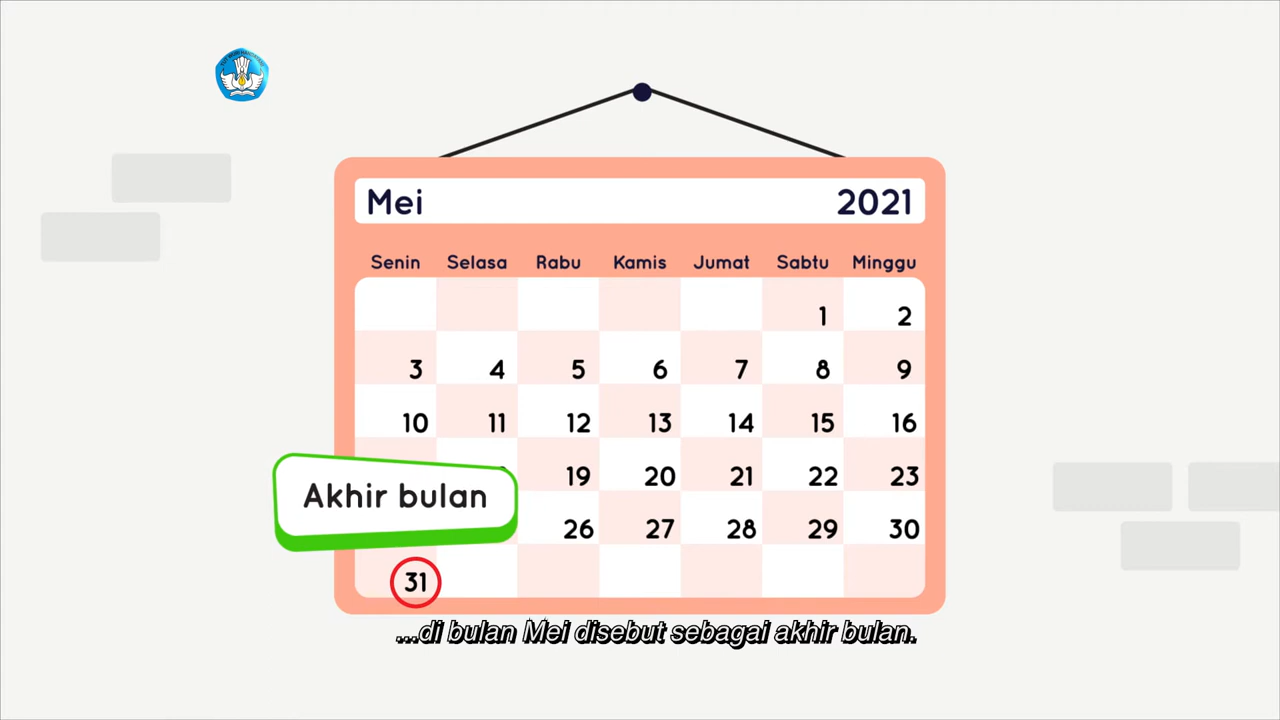 Mei 2021
Senin Selasa Rabu Kamis Jumat Sabtu Minggu
1 2
3 4 5 6 7 8 9
10 11 12 13 14 15 16
19 20 21 22 23
Akhir bulan
26 27 28 29 30
31
...di bulan Mei disebut sebagai akhir bulan.